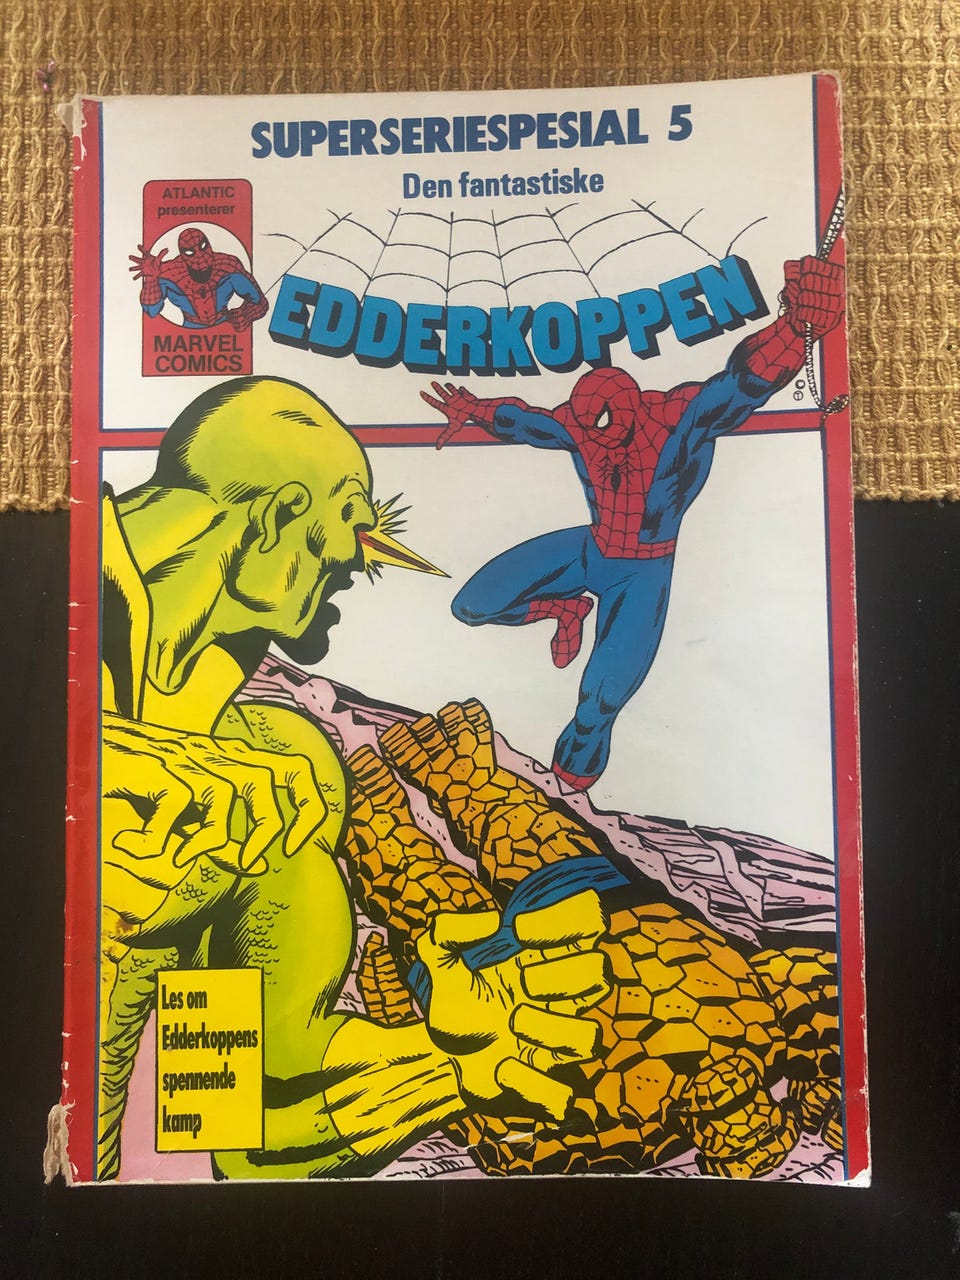 SUPERSERIESPESIAL 5
Den fantastiske
EDDERKOPPEN
ATLANTIC
presenterer
MARVEL
COMICS
Les om
Edderkoppens
spennende
kamp